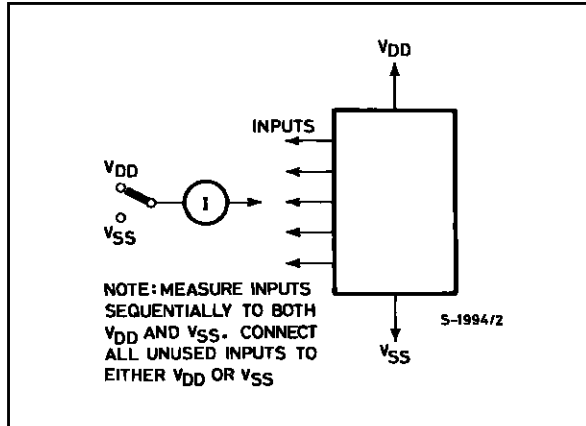 VDD
INPUTS
VDD
I
VSS
NOTE: MEASURE INPUTS
SEQUENTIALLY TO BOTH
VDD AND VSS. CONNECT
ALL UNUSED INPUTS TO
EITHER VDD OR VSS
S-1994/2
VSS